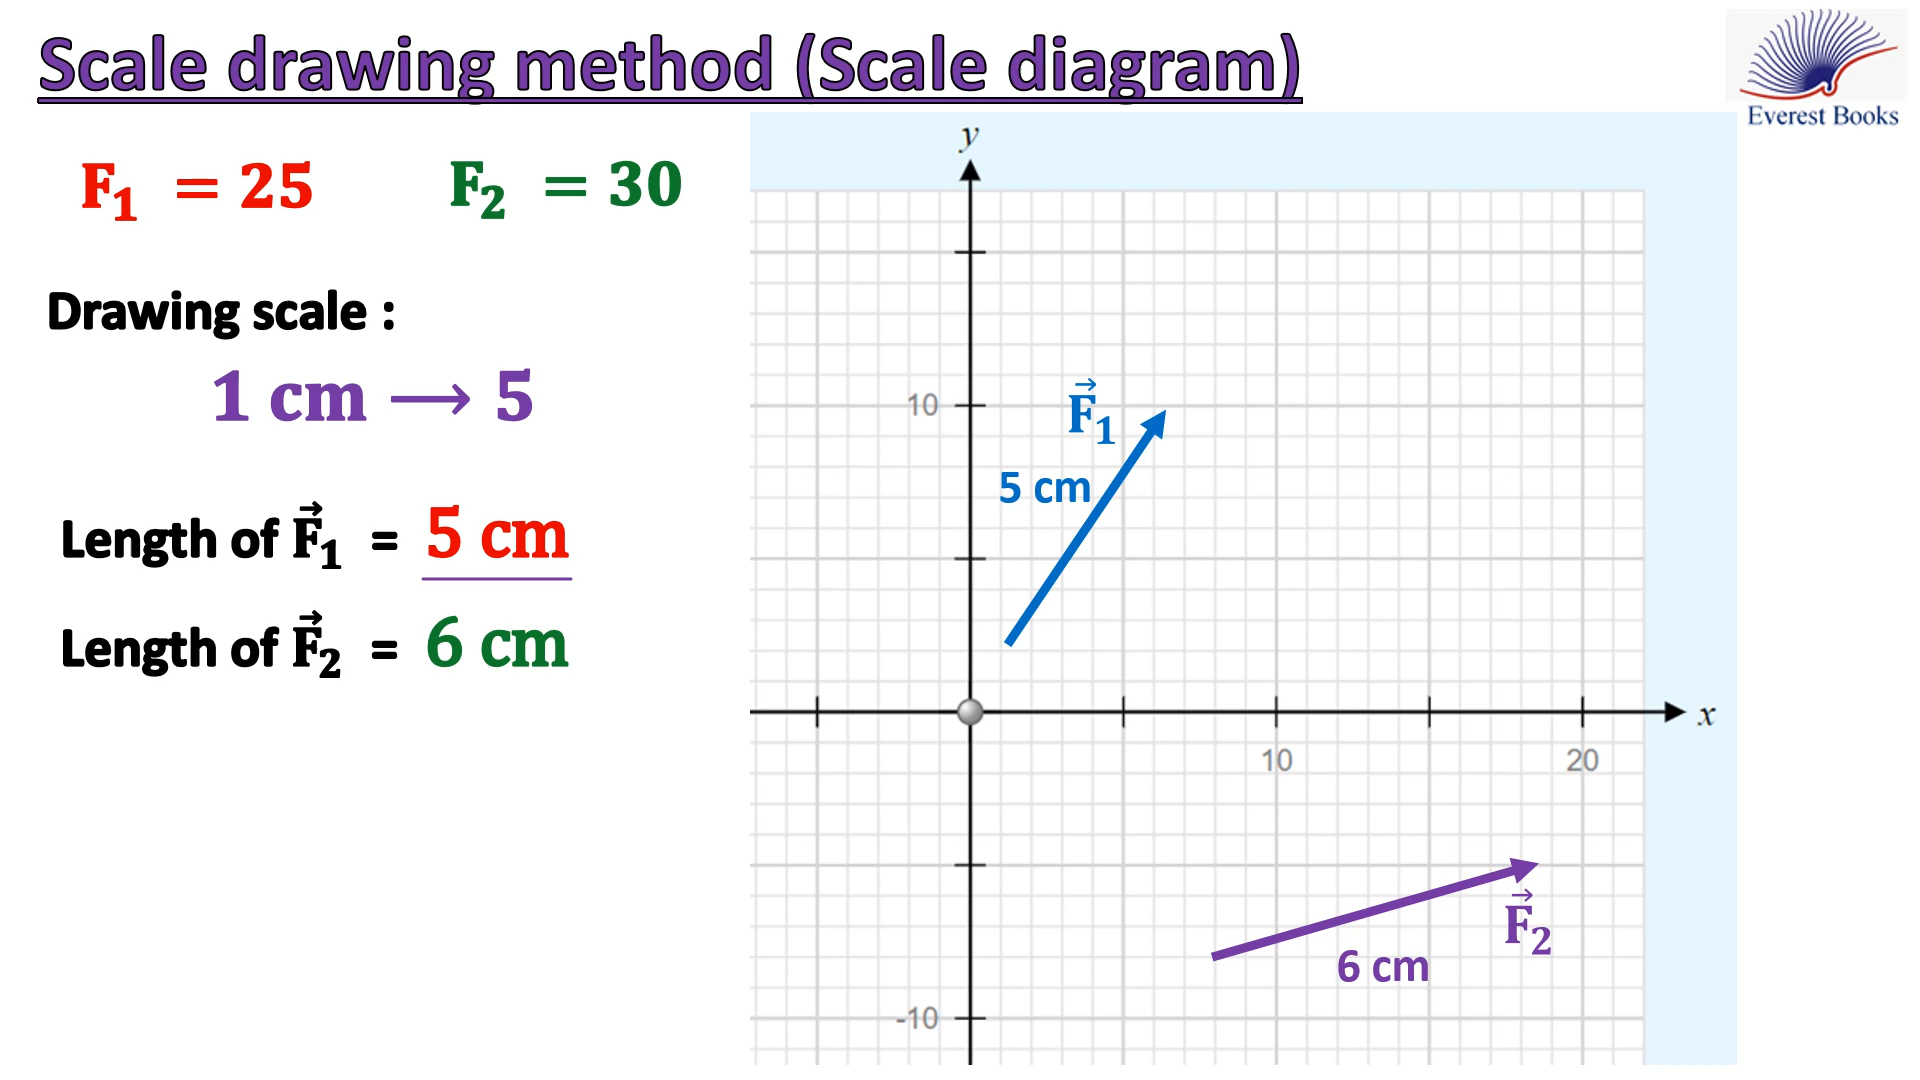 Scale drawing method (Scale diagram)
Everest Books
F₁ = 25
F₂ = 30
Drawing scale :
1 cm ⟶ 5
Length of F⃗₁ = 5 cm
Length of F⃗₂ = 6 cm
y
10
F⃗₁
5 cm
x
10
20
F⃗₂
6 cm
-10